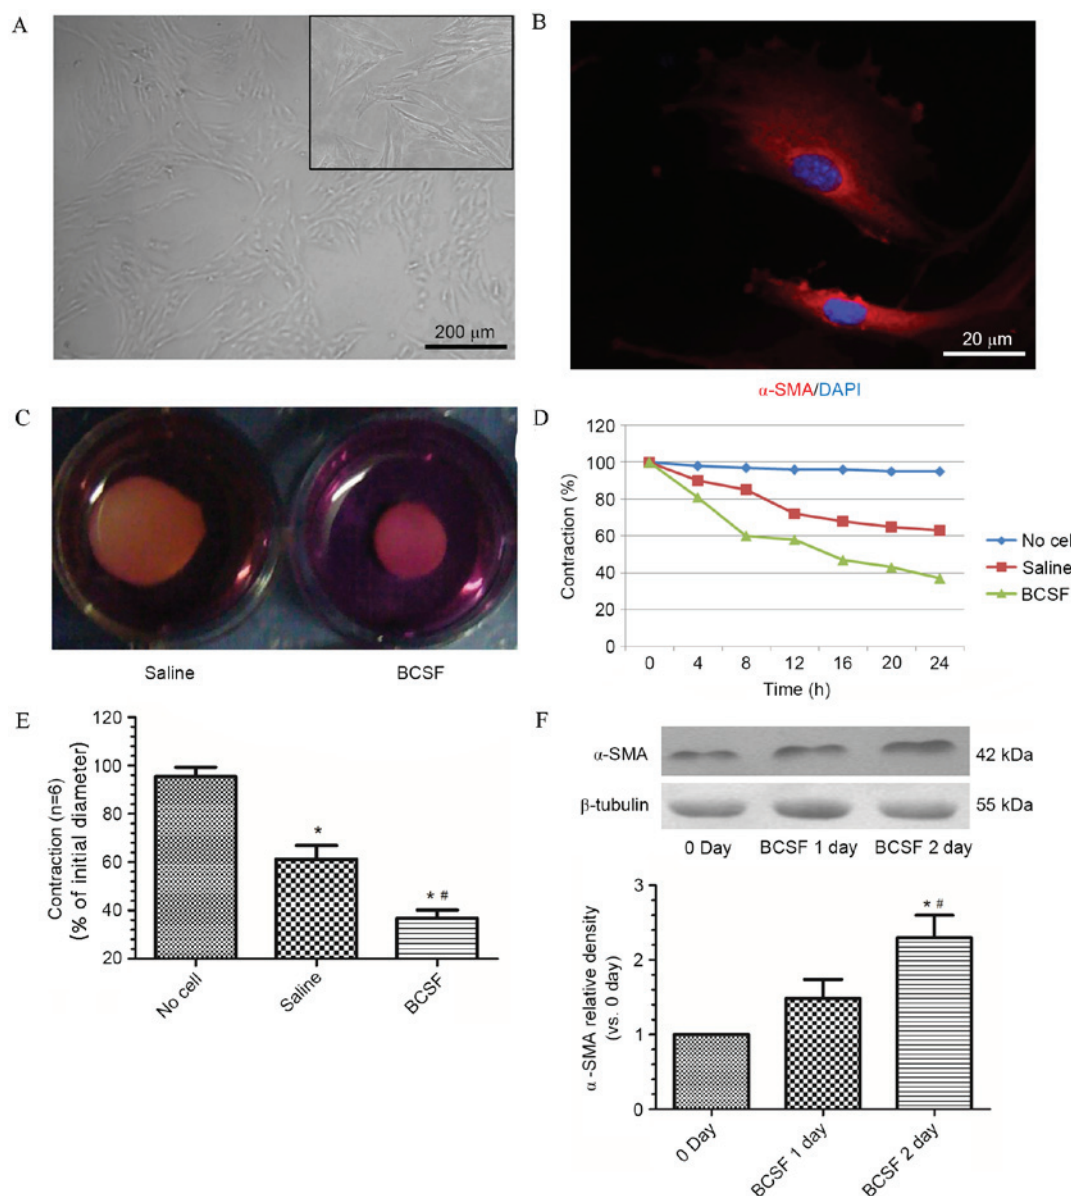 A
200 μm
B
20 μm
α-SMA/DAPI
C
Saline
BCSF
D
120
100
80
60
40
20
0
Contraction (%)
0 4 8 12 16 20 24
Time (h)
No cel
Saline
BCSF
E
120
100
80
60
40
20
Contraction (n=6)
(% of initial diameter)
*
* #
No cell
Saline
BCSF
F
α-SMA
42 kDa
β-tubulin
55 kDa
0 Day
BCSF 1 day
BCSF 2 day
3
2
1
0
α -SMA relative density
(vs. 0 day)
* #
0 Day
BCSF 1 day
BCSF 2 day